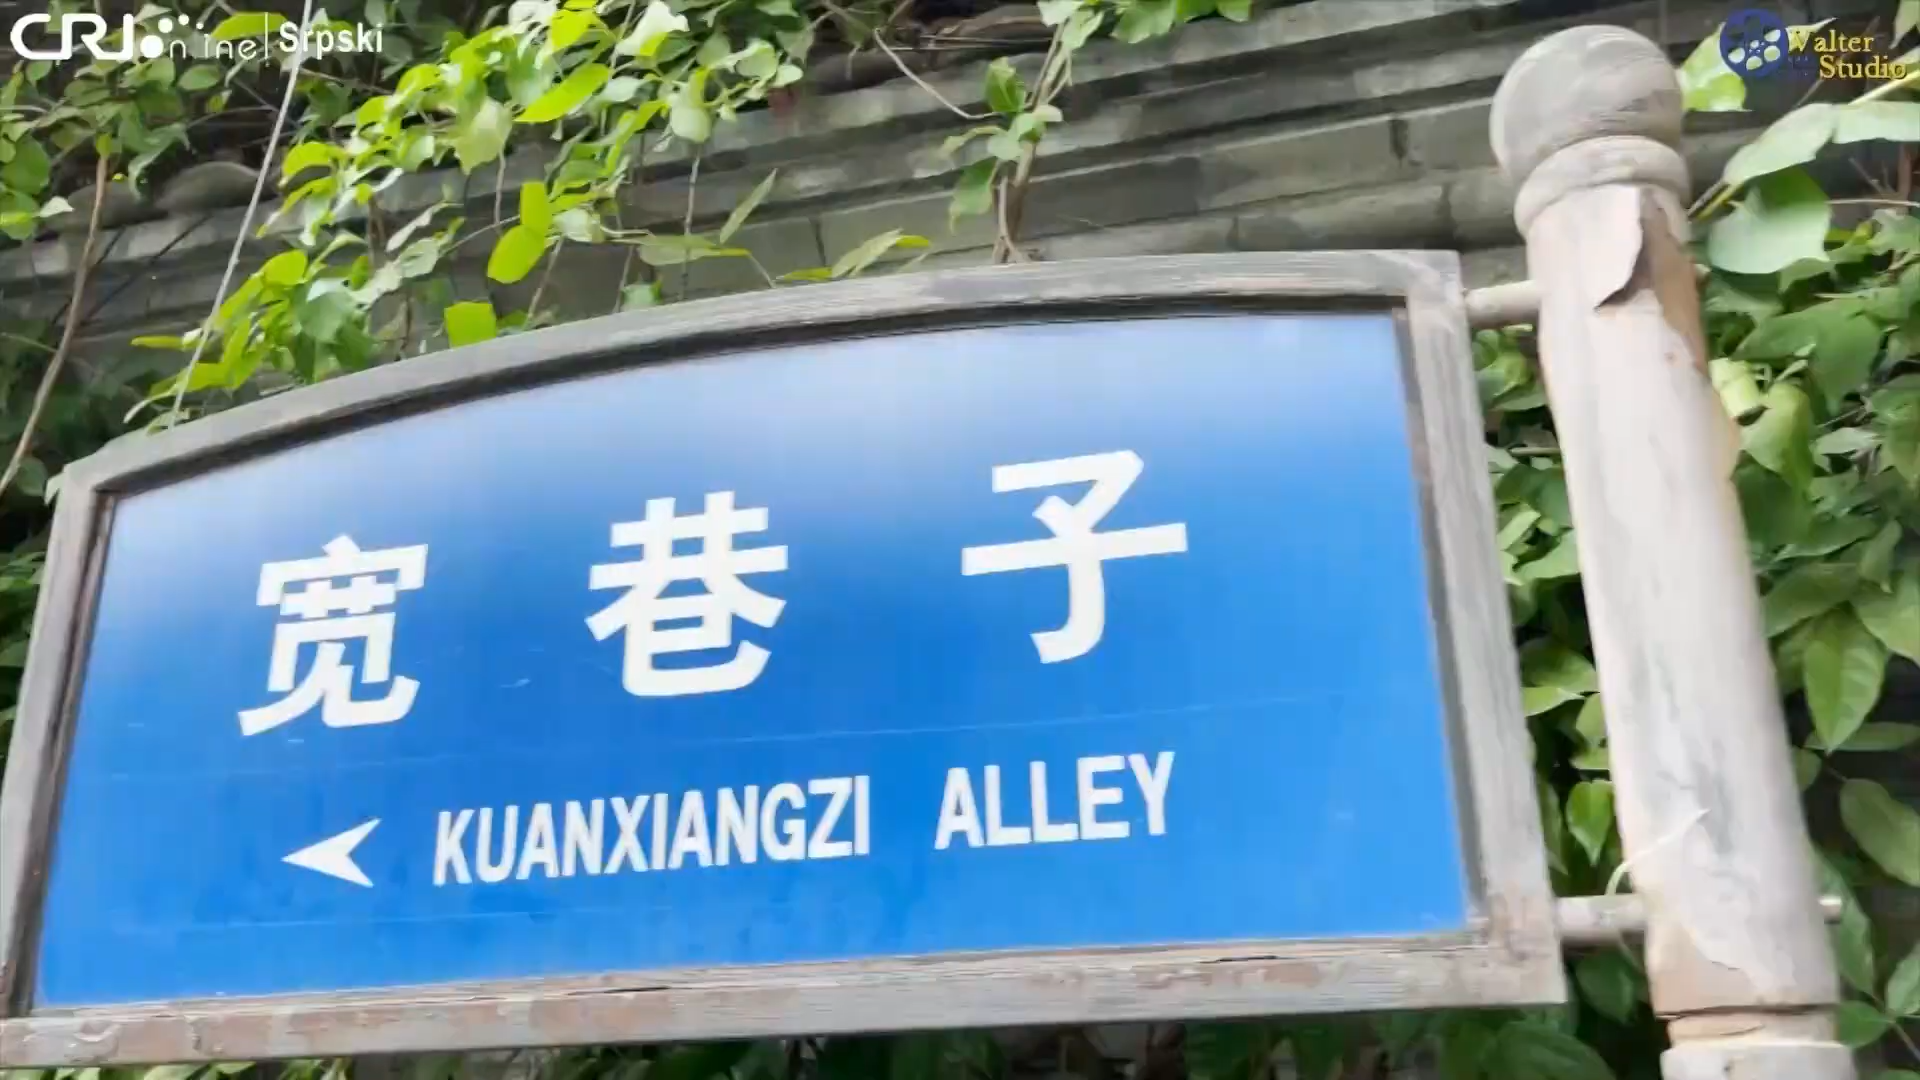 CRI Online | Srpski
Walter
Studio
宽巷子
KUANXIANGZI ALLEY